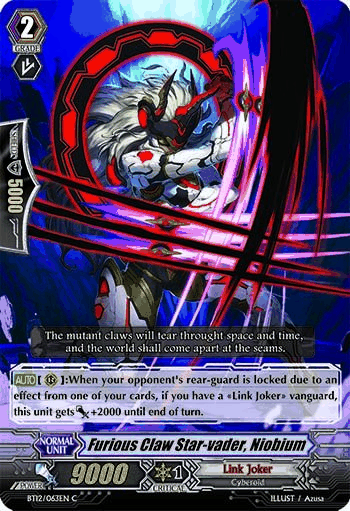 2
GRADE
SHIELD
5000
The mutant claws will tear throught space and time,
and the world shall come apart at the seams.
AUTO [ ]:When your opponent's rear-guard is locked due to an
effect from one of your cards, if you have a «Link Joker» vanguard,
this unit gets +2000 until end of turn.
NORMAL
UNIT
Furious Claw Star-vader, Niobium
POWER
9000
1
CRITICAL
Link Joker
Cyberoid
BT12/063EN C
ILLUST / Azusa